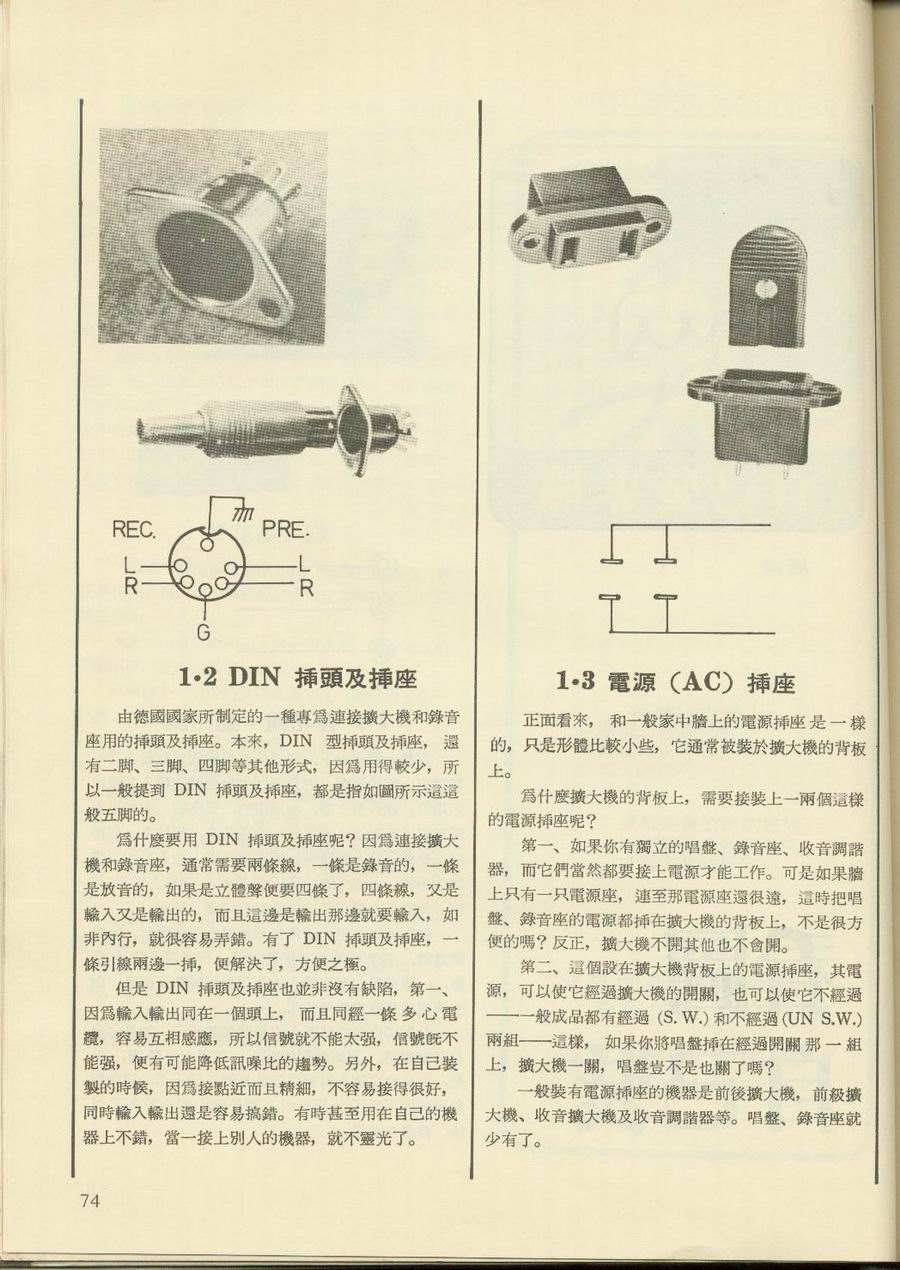 REC.
PRE.
L
L
R
R
G
1·2 DIN 挿頭及挿座
由德國國家所制定的一種專爲連接擴大機和錄音
座用的挿頭及挿座。本來，DIN 型挿頭及挿座，還
有二脚、三脚、四脚等其他形式，因爲用得較少，所
以一般提到 DIN 挿頭及挿座，都是指如圖所示這這
般五脚的。
爲什麼要用 DIN 挿頭及挿座呢？因爲連接擴大
機和錄音座，通常需要兩條線，一條是錄音的，一條
是放音的，如果是立體聲便要四條了，四條線，又是
輸入又是輸出的，而且這邊是輸出那邊就要輸入，如
非內行，就很容易弄錯。有了 DIN 挿頭及挿座，一
條引線兩邊一挿，便解決了，方便之極。
但是 DIN 挿頭及挿座也並非沒有缺陷，第一、
因爲輸入輸出同在一個頭上，而且同經一條多心電
纜，容易互相感應，所以信號就不能太强，信號旣不
能强，便有可能降低訊噪比的趨勢。另外，在自己裝
製的時候，因爲接點近而且精細，不容易接得很好，
同時輸入輸出還是容易搞錯。有時甚至用在自己的機
器上不錯，當一接上別人的機器，就不靈光了。
74
1·3 電源（AC）挿座
正面看來，和一般家中牆上的電源挿座是一樣
的，只是形體比較小些，它通常被裝於擴大機的背板
上。
爲什麼擴大機的背板上，需要接裝上一兩個這樣
的電源挿座呢？
第一、如果你有獨立的唱盤、錄音座、收音調諧
器，而它們當然都要接上電源才能工作。可是如果牆
上只有一只電源座，連至那電源座還很遠，這時把唱
盤、錄音座的電源都挿在擴大機的背板上，不是很方
便的嗎？反正，擴大機不開其他也不會開。
第二、這個設在擴大機背板上的電源挿座，其電
源，可以使它經過擴大機的開關，也可以使它不經過
——一般成品都有經過 (S.W.) 和不經過 (UN S.W.)
兩組——這樣，如果你將唱盤挿在經過開關那一組
上，擴大機一關，唱盤豈不是也關了嗎？
一般裝有電源挿座的機器是前後擴大機，前級擴
大機、收音擴大機及收音調諧器等。唱盤、錄音座就
少有了。